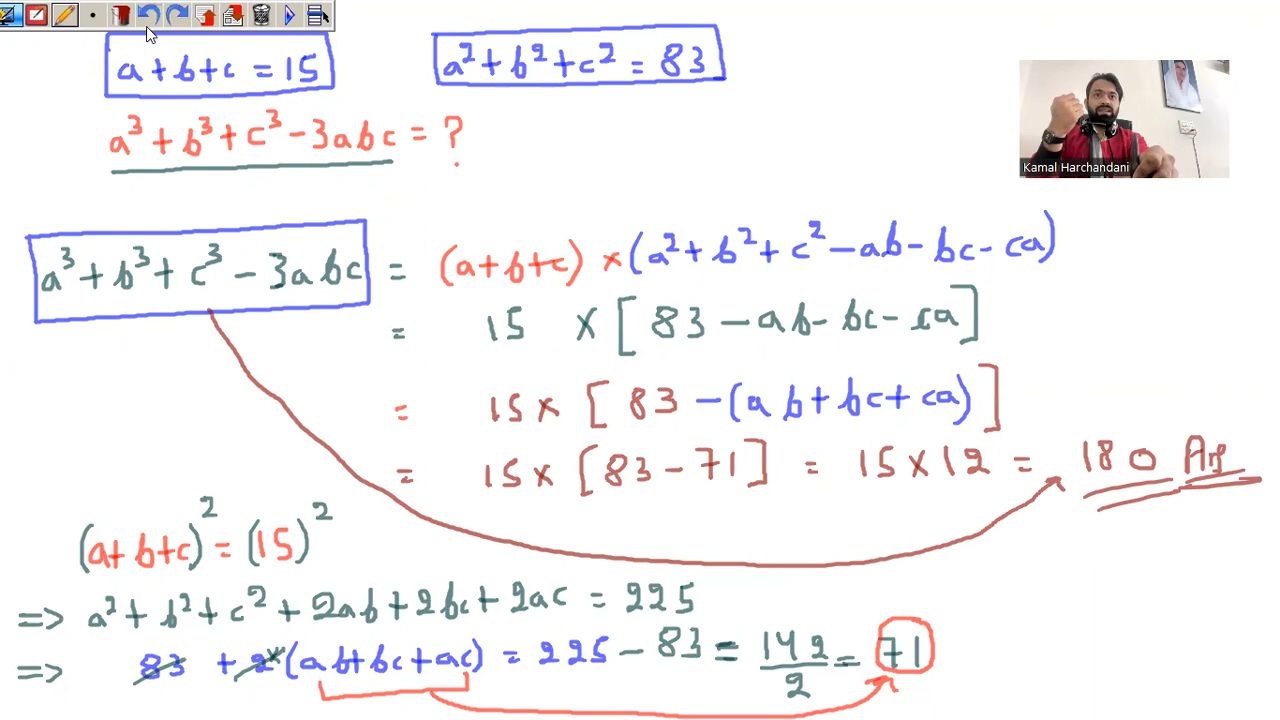 a+b+c = 15
a² + b² + c² = 83
a³ + b³ + c³ - 3abc = ?
Kamal Harchandani
a³ + b³ + c³ - 3abc = (a+b+c) × (a² + b² + c² - ab - bc - ca)
= 15 × [83 - ab - bc - ca]
= 15 × [83 - (ab + bc + ca)]
= 15 × [83 - 71] = 15 × 12 = 180 Ans
(a+b+c)² = (15)²
=> a² + b² + c² + 2ab + 2bc + 2ac = 225
=> 83 + 2×(ab+bc+ac) = 225 - 83 = 142/2 = 71